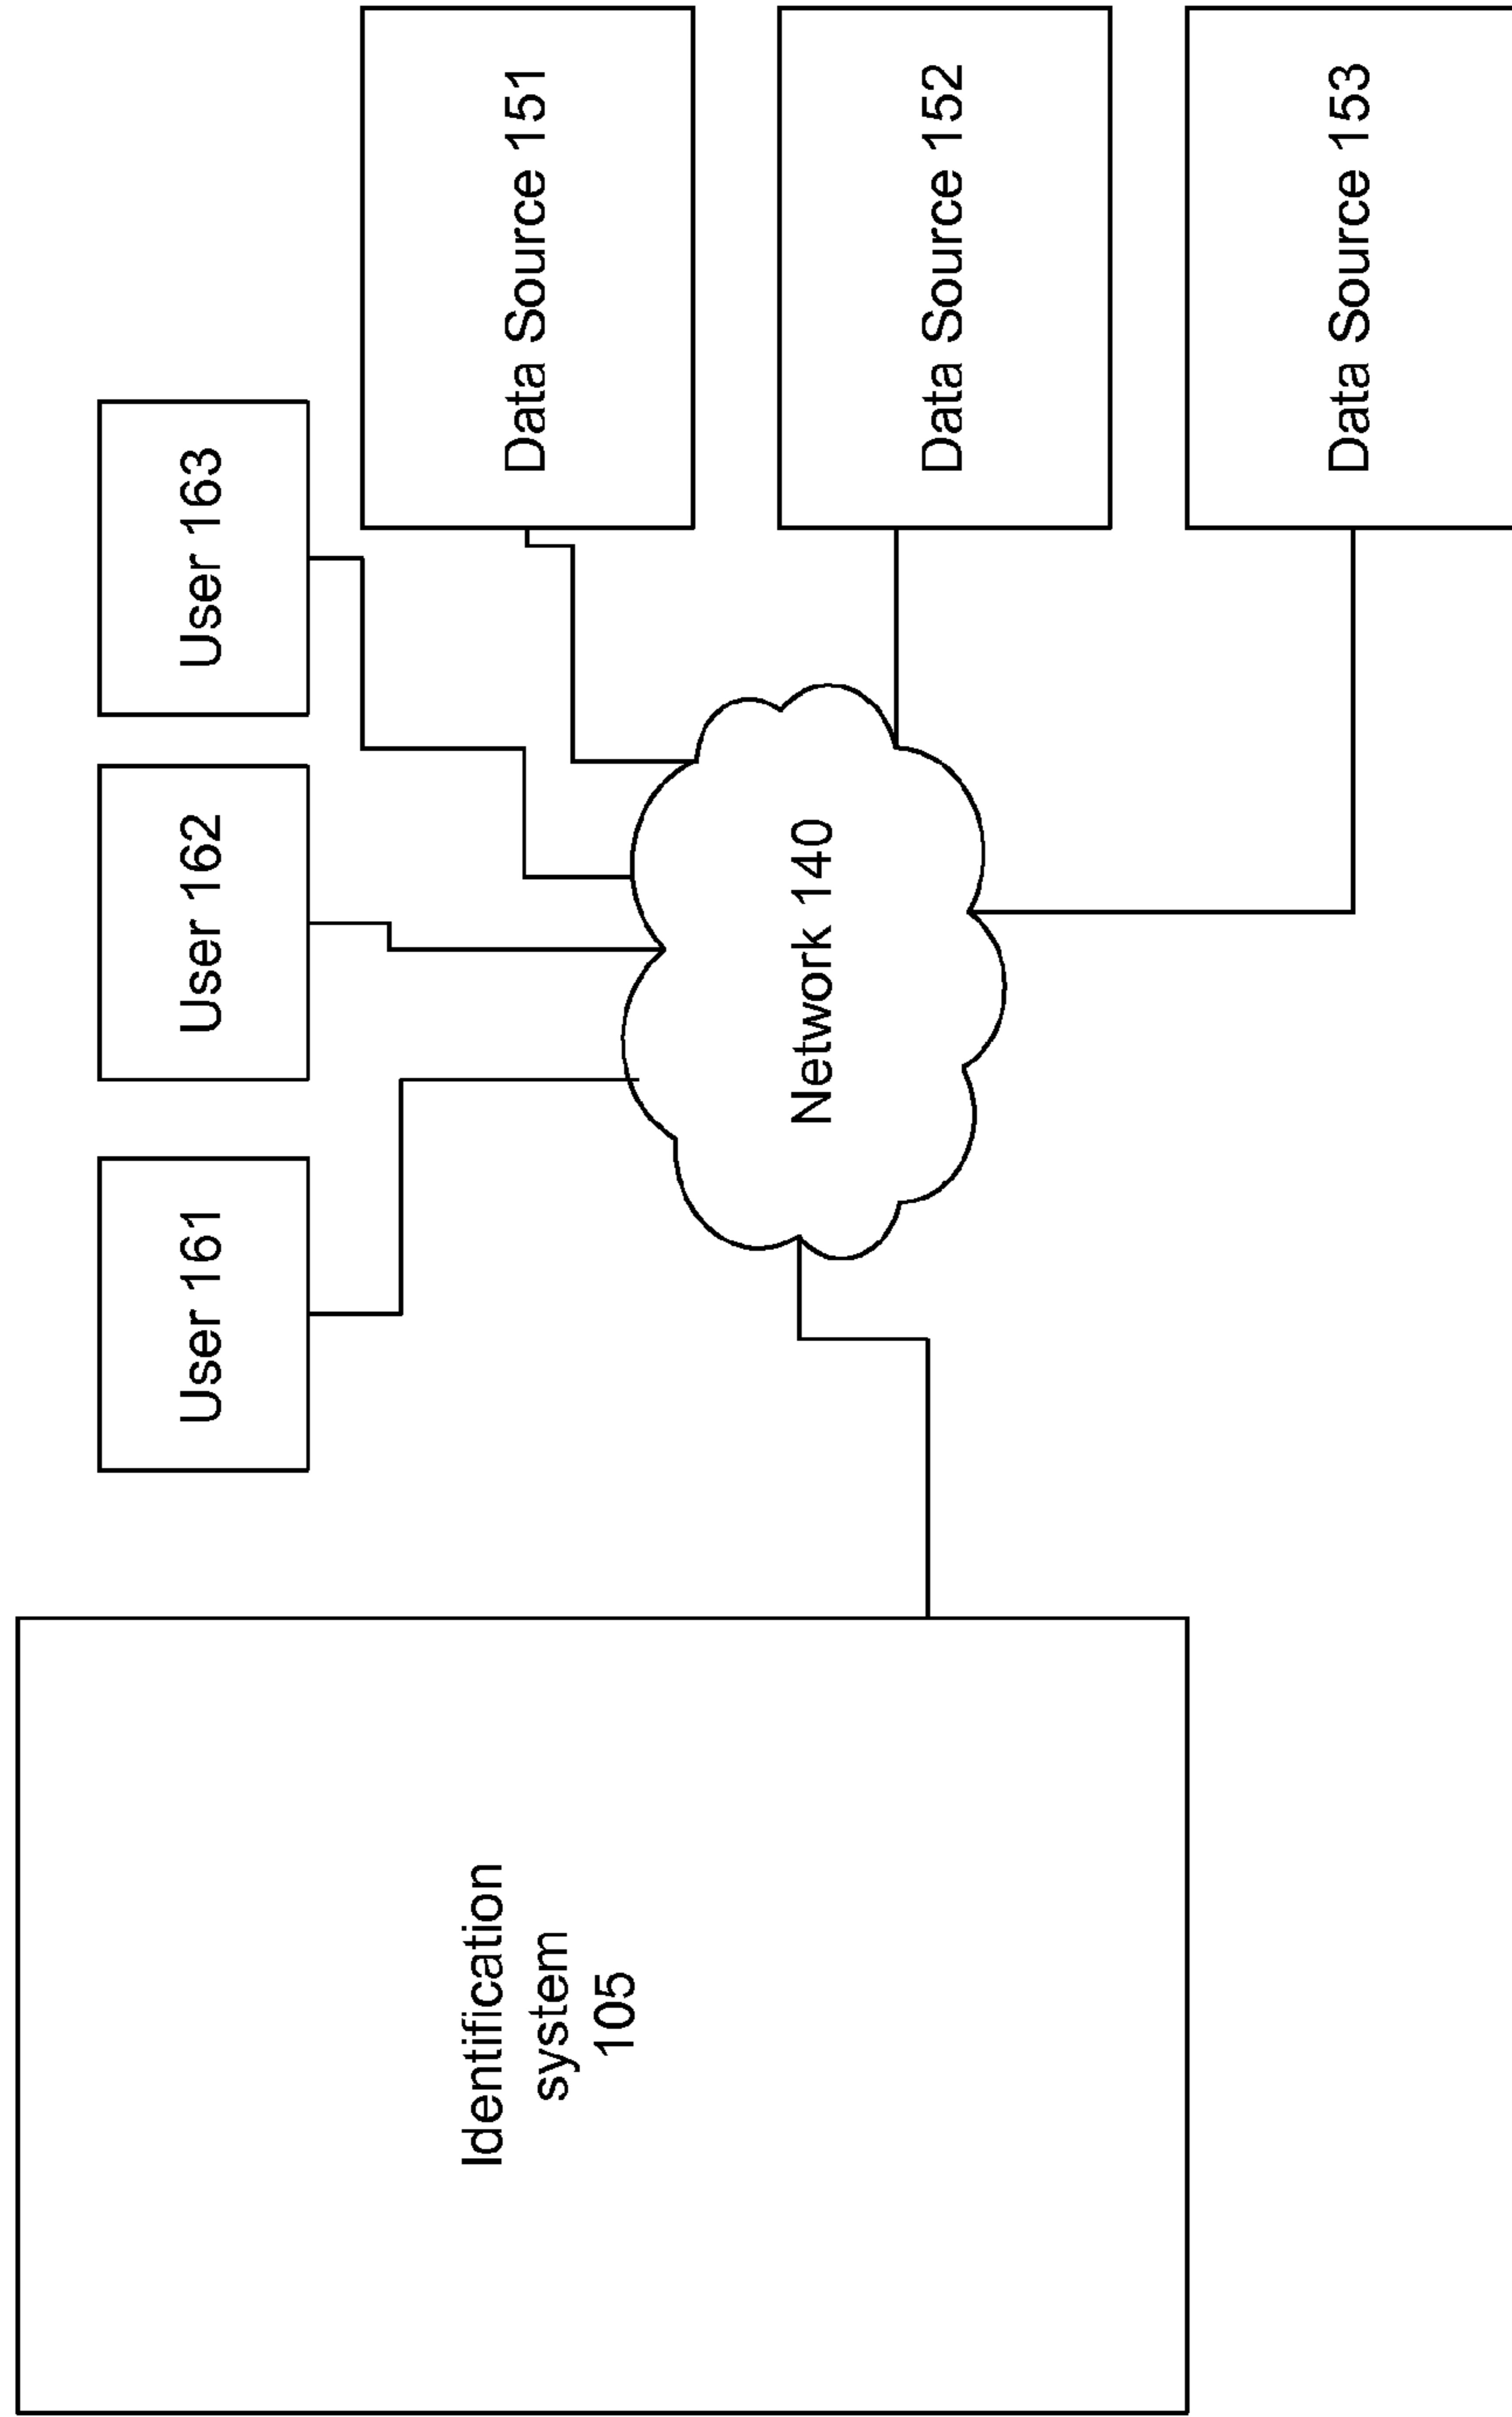 User 161
User 162
User 163
Identification
system
105
Network 140
Data Source 151
Data Source 152
Data Source 153